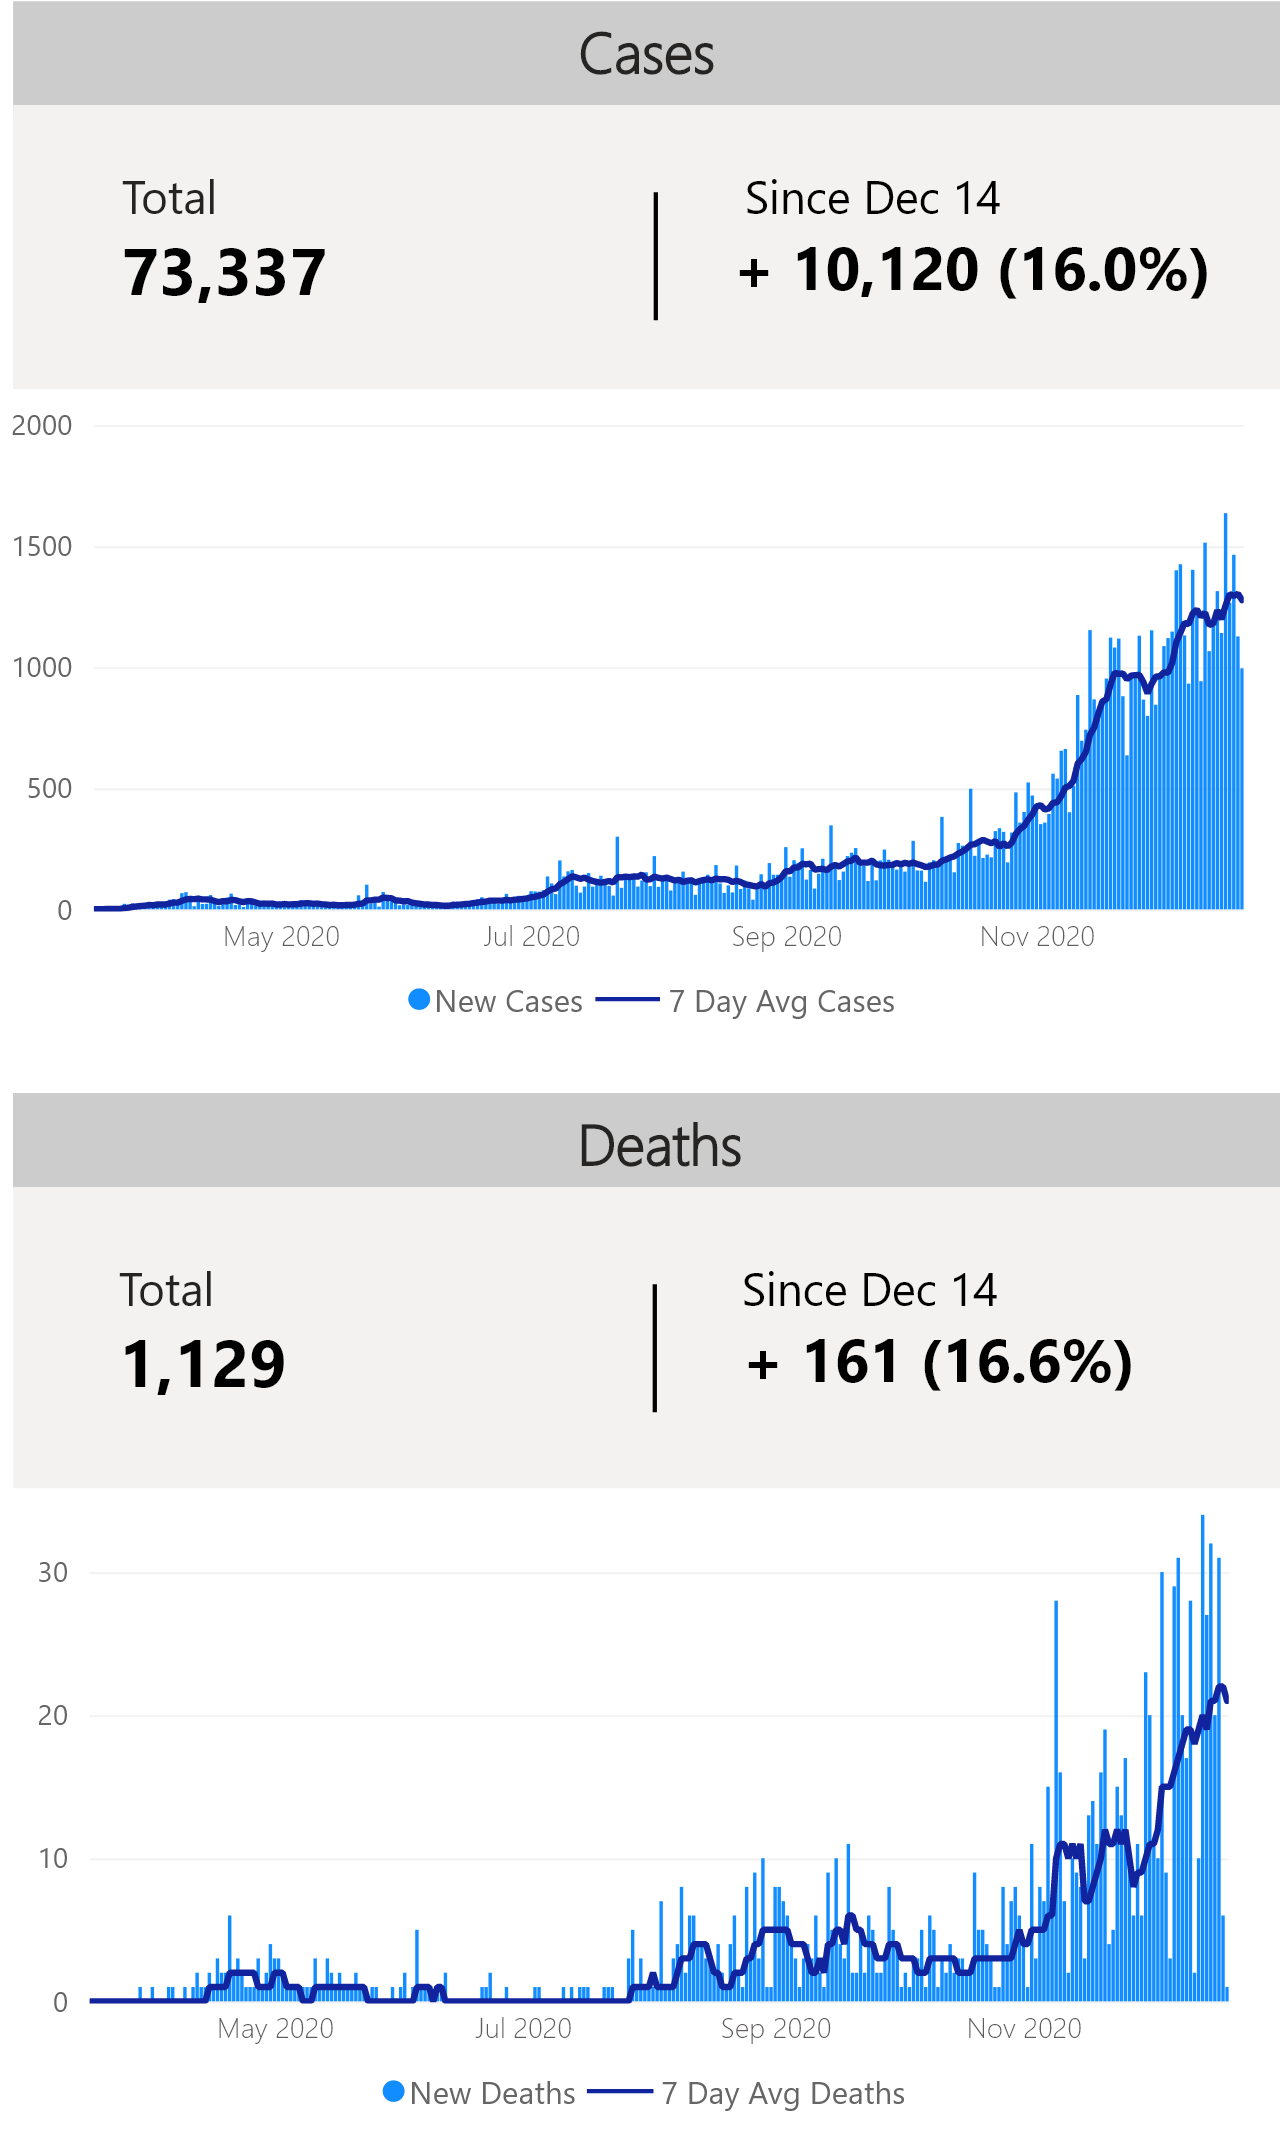 Cases
Total
Since Dec 14
73,337
+ 10,120 (16.0%)
2000
1500
1000
500
0
May 2020
Jul 2020
Sep 2020
Nov 2020
New Cases
7 Day Avg Cases
Deaths
Total
Since Dec 14
1,129
+ 161 (16.6%)
30
20
10
0
May 2020
Jul 2020
Sep 2020
Nov 2020
New Deaths
7 Day Avg Deaths